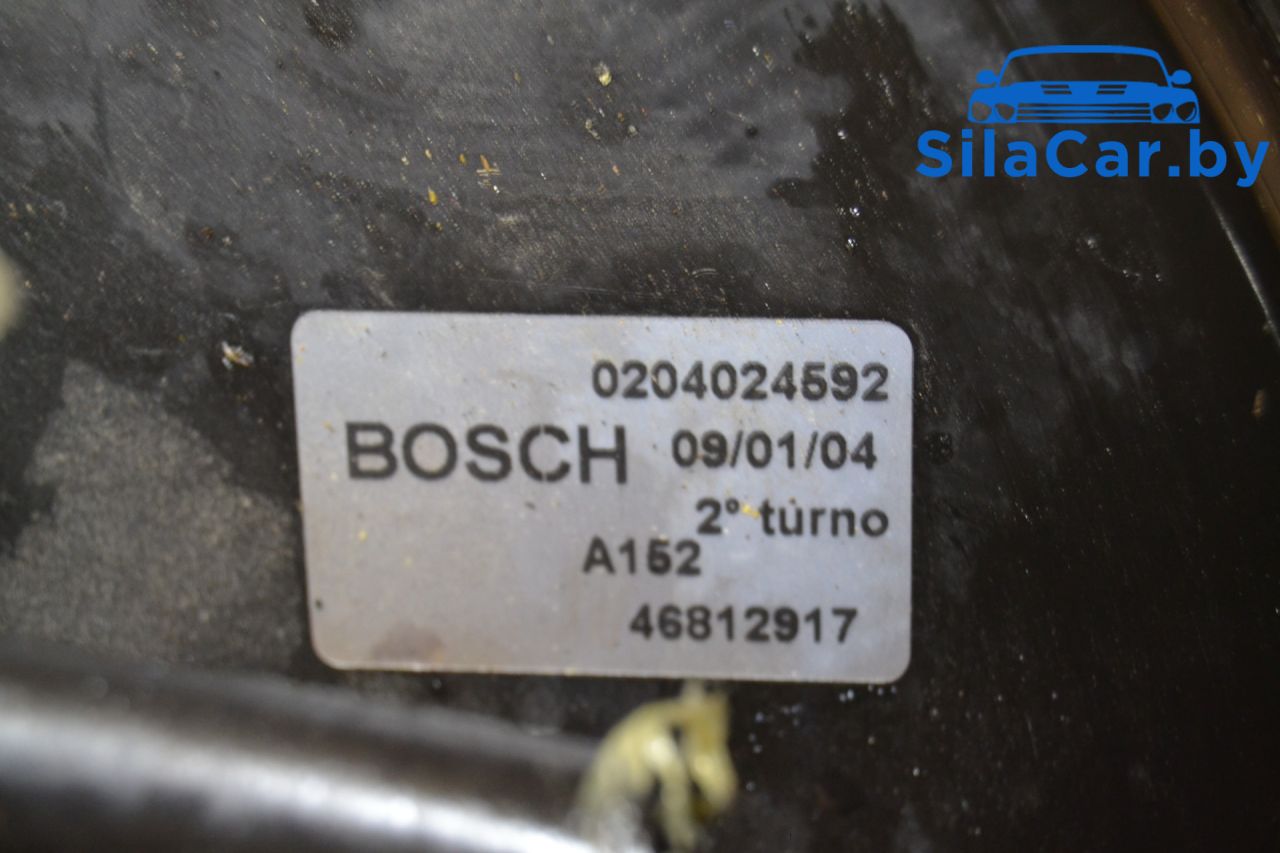 SilaCar.by
0204024592
BOSCH 09/01/04
2° turno
A152
46812917